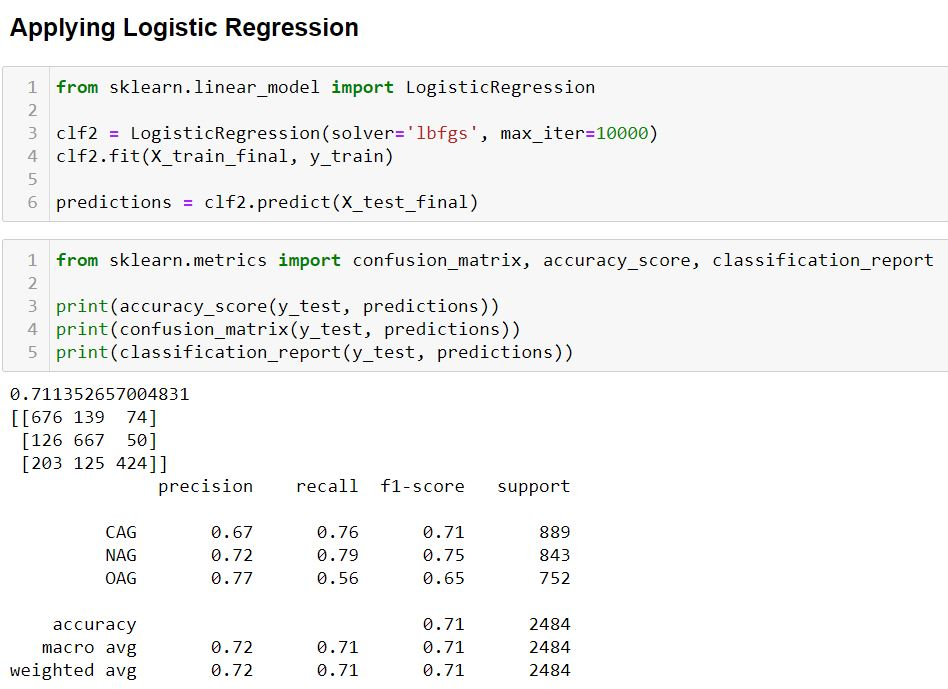 Applying Logistic Regression
1 from sklearn.linear_model import LogisticRegression
2
3 clf2 = LogisticRegression(solver='lbfgs', max_iter=10000)
4 clf2.fit(X_train_final, y_train)
5
6 predictions = clf2.predict(X_test_final)
1 from sklearn.metrics import confusion_matrix, accuracy_score, classification_report
2
3 print(accuracy_score(y_test, predictions))
4 print(confusion_matrix(y_test, predictions))
5 print(classification_report(y_test, predictions))
0.711352657004831
[[676 139  74]
 [126 667  50]
 [203 125 424]]
              precision    recall  f1-score   support
         CAG       0.67      0.76      0.71       889
         NAG       0.72      0.79      0.75       843
         OAG       0.77      0.56      0.65       752
    accuracy                           0.71      2484
   macro avg       0.72      0.71      0.71      2484
weighted avg       0.72      0.71      0.71      2484